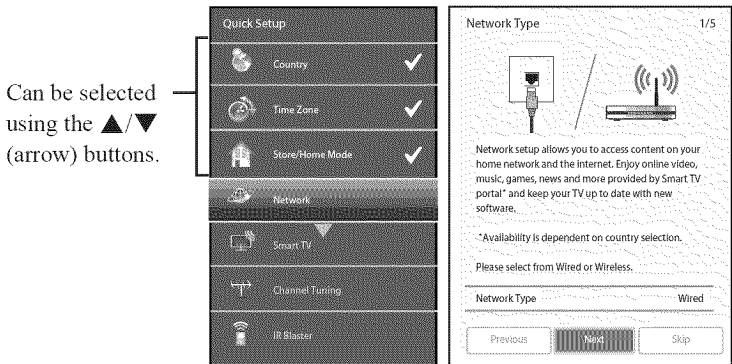 Can be selected
using the ▲/▼
(arrow) buttons.
Quick Setup
Country
Time Zone
Store/Home Mode
Network
Smart TV
Channel Tuning
IR Blaster
Network Type 1/5
Network setup allows you to access content on your
home network and the internet. Enjoy online video,
music, games, news and more provided by Smart TV
portal* and keep your TV up to date with new
software.
*Availability is dependent on country selection.
Please select from Wired or Wireless.
Network Type Wired
Previous Next Skip